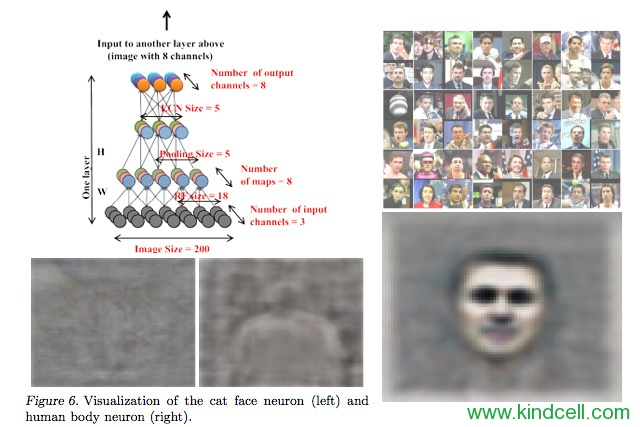 Input to another layer above
(image with 8 channels)
Number of output
channels = 8
LCN Size = 5
H
Pooling Size = 5
One layer
Number
of maps = 8
W
RF size = 18
Number of input
channels = 3
Image Size = 200
Figure 6. Visualization of the cat face neuron (left) and
human body neuron (right).
www.kindcell.com